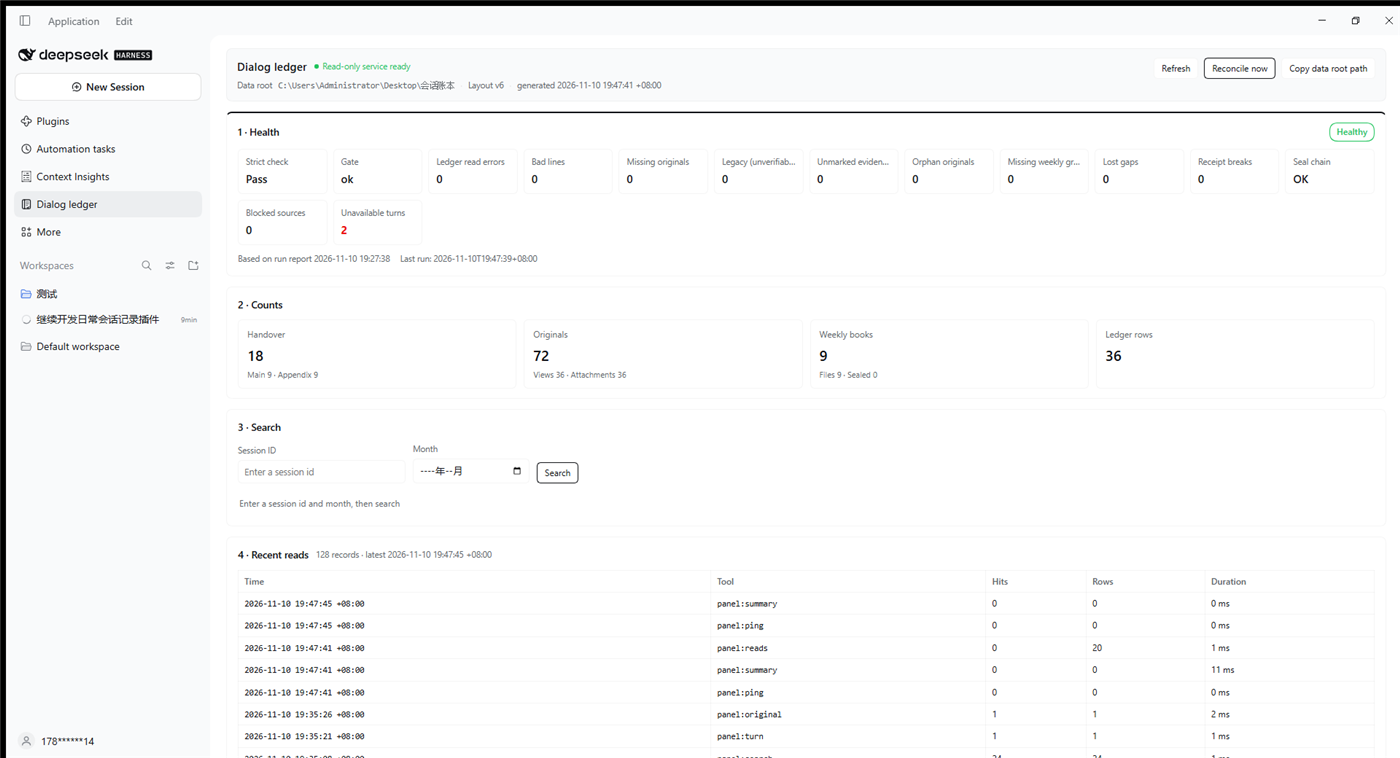 Application Edit
deepseek HARNESS
New Session
Plugins
Automation tasks
Context Insights
Dialog ledger
More
Workspaces
测试
继续开发日常会话记录插件 9min
Default workspace
178******14
Dialog ledger Read-only service ready
Refresh Reconcile now Copy data root path
Data root C:\Users\Administrator\Desktop\会话账本 Layout v6 generated 2026-11-10 19:47:41 +08:00
1 · Health Healthy
Strict check Gate Ledger read errors Bad lines Missing originals Legacy (unverifiab... Unmarked eviden... Orphan originals Missing weekly gr... Lost gaps Receipt breaks Seal chain
Pass ok 0 0 0 0 0 0 0 0 0 OK
Blocked sources Unavailable turns
0 2
Based on run report 2026-11-10 19:27:38 Last run: 2026-11-10T19:47:39+08:00
2 · Counts
Handover Originals Weekly books Ledger rows
18 72 9 36
Main 9 · Appendix 9 Views 36 · Attachments 36 Files 9 · Sealed 0
3 · Search
Session ID Month
Enter a session id ----年--月 Search
Enter a session id and month, then search
4 · Recent reads 128 records · latest 2026-11-10 19:47:45 +08:00
Time Tool Hits Rows Duration
2026-11-10 19:47:45 +08:00 panel:summary 0 0 0 ms
2026-11-10 19:47:45 +08:00 panel:ping 0 0 0 ms
2026-11-10 19:47:41 +08:00 panel:reads 0 20 1 ms
2026-11-10 19:47:41 +08:00 panel:summary 0 0 11 ms
2026-11-10 19:47:41 +08:00 panel:ping 0 0 0 ms
2026-11-10 19:35:26 +08:00 panel:original 1 1 2 ms
2026-11-10 19:35:21 +08:00 panel:turn 1 1 1 ms